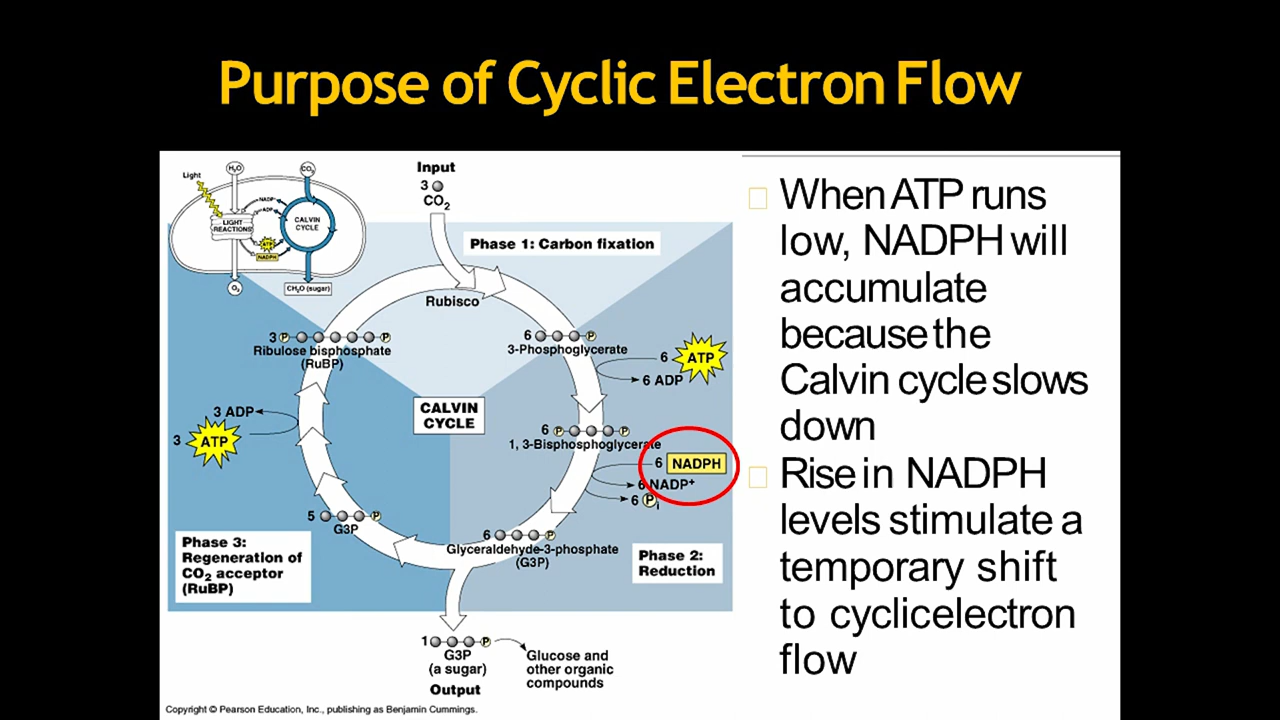 Purpose of Cyclic Electron Flow
Light
H₂O
CO₂
NADP⁺
ADP
LIGHT
REACTIONS
CALVIN
CYCLE
ATP
NADPH
O₂
CH₂O (sugar)
Input
3
CO₂
Phase 1: Carbon fixation
Rubisco
3 P P
Ribulose bisphosphate
(RuBP)
6 P
3-Phosphoglycerate
6 ATP
6 ADP
CALVIN
CYCLE
3 ADP
3 ATP
6 P P
1, 3-Bisphosphoglycerate
6 NADPH
6 NADP⁺
6 Pᵢ
5 P
G3P
6 P
Glyceraldehyde-3-phosphate
(G3P)
Phase 3:
Regeneration of
CO₂ acceptor
(RuBP)
Phase 2:
Reduction
1 P
G3P
(a sugar)
Output
Glucose and
other organic
compounds
Copyright © Pearson Education, Inc., publishing as Benjamin Cummings.
When ATP runs
low, NADPH will
accumulate
because the
Calvin cycle slows
down
Rise in NADPH
levels stimulate a
temporary shift
to cyclicelectron
flow